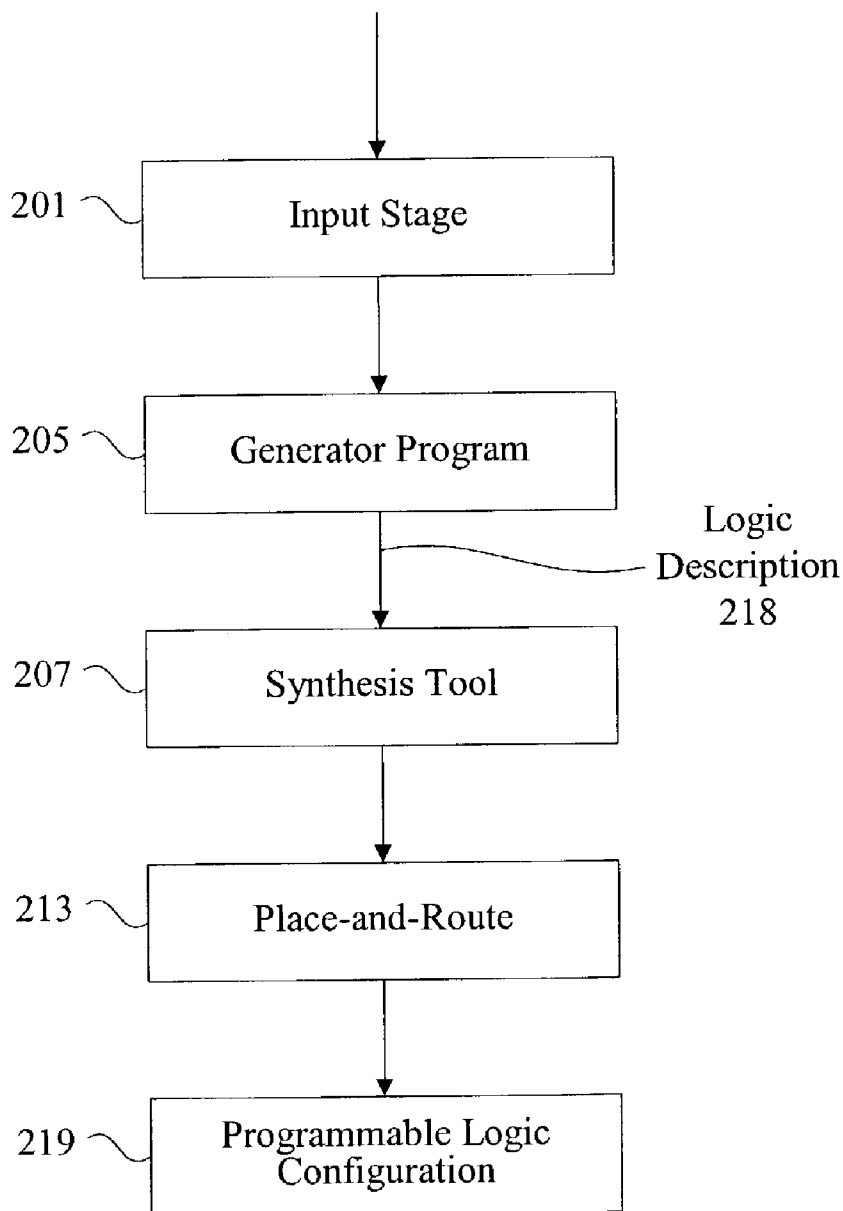 201
Input Stage
205
Generator Program
Logic
Description
218
207
Synthesis Tool
213
Place-and-Route
219
Programmable Logic
Configuration